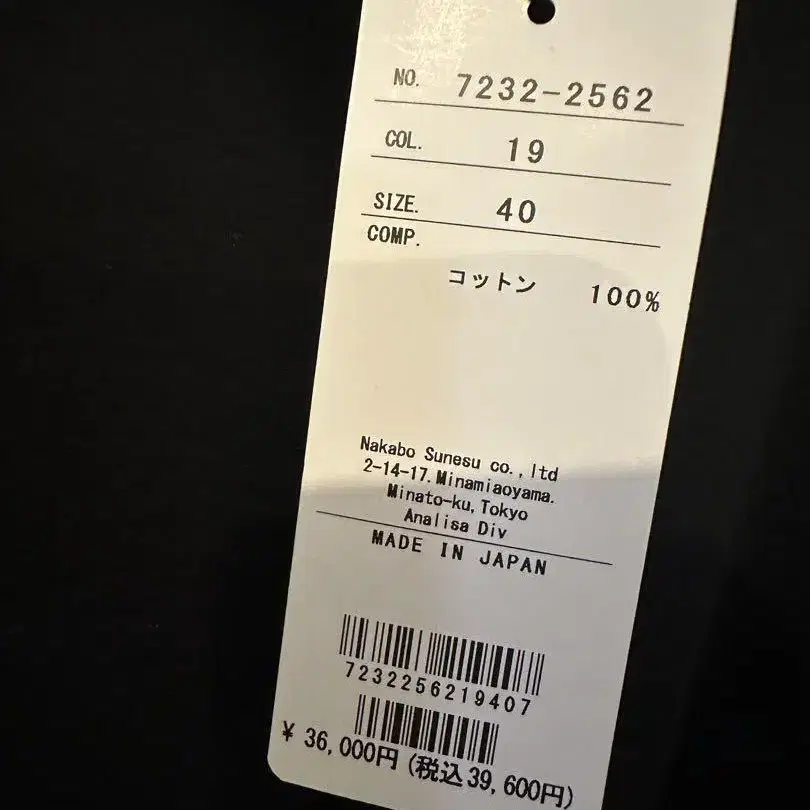 NO. 7232-2562
COL. 19
SIZE. 40
COMP.
コットン 100%
Nakabo Sunesu co.,ltd
2-14-17.Minamiaoyama.
Minato-ku,Tokyo
Analisa Div
MADE IN JAPAN
7232256219407
¥ 36,000円(税込39,600円)